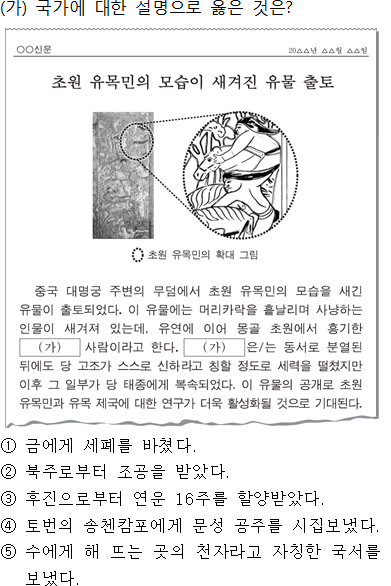 (가) 국가에 대한 설명으로 옳은 것은?
○○신문
20△△년 △△월 △△일
초원 유목민의 모습이 새겨진 유물 출토
초원 유목민의 확대 그림
중국 대명궁 주변의 무덤에서 초원 유목민의 모습을 새긴
유물이 출토되었다. 이 유물에는 머리카락을 흩날리며 사냥하는
인물이 새겨져 있는데, 유연에 이어 몽골 초원에서 흥기한
(가) 사람이라고 한다. (가) 은/는 동서로 분열된
뒤에도 당 고조가 스스로 신하라고 칭할 정도로 세력을 떨쳤지만
이후 그 일부가 당 태종에게 복속되었다. 이 유물의 공개로 초원
유목민과 유목 제국에 대한 연구가 더욱 활성화될 것으로 기대된다.
① 금에게 세폐를 바쳤다.
② 북주로부터 조공을 받았다.
③ 후진으로부터 연운 16주를 할양받았다.
④ 토번의 송첸캄포에게 문성 공주를 시집보냈다.
⑤ 수에게 해 뜨는 곳의 천자라고 자칭한 국서를
보냈다.